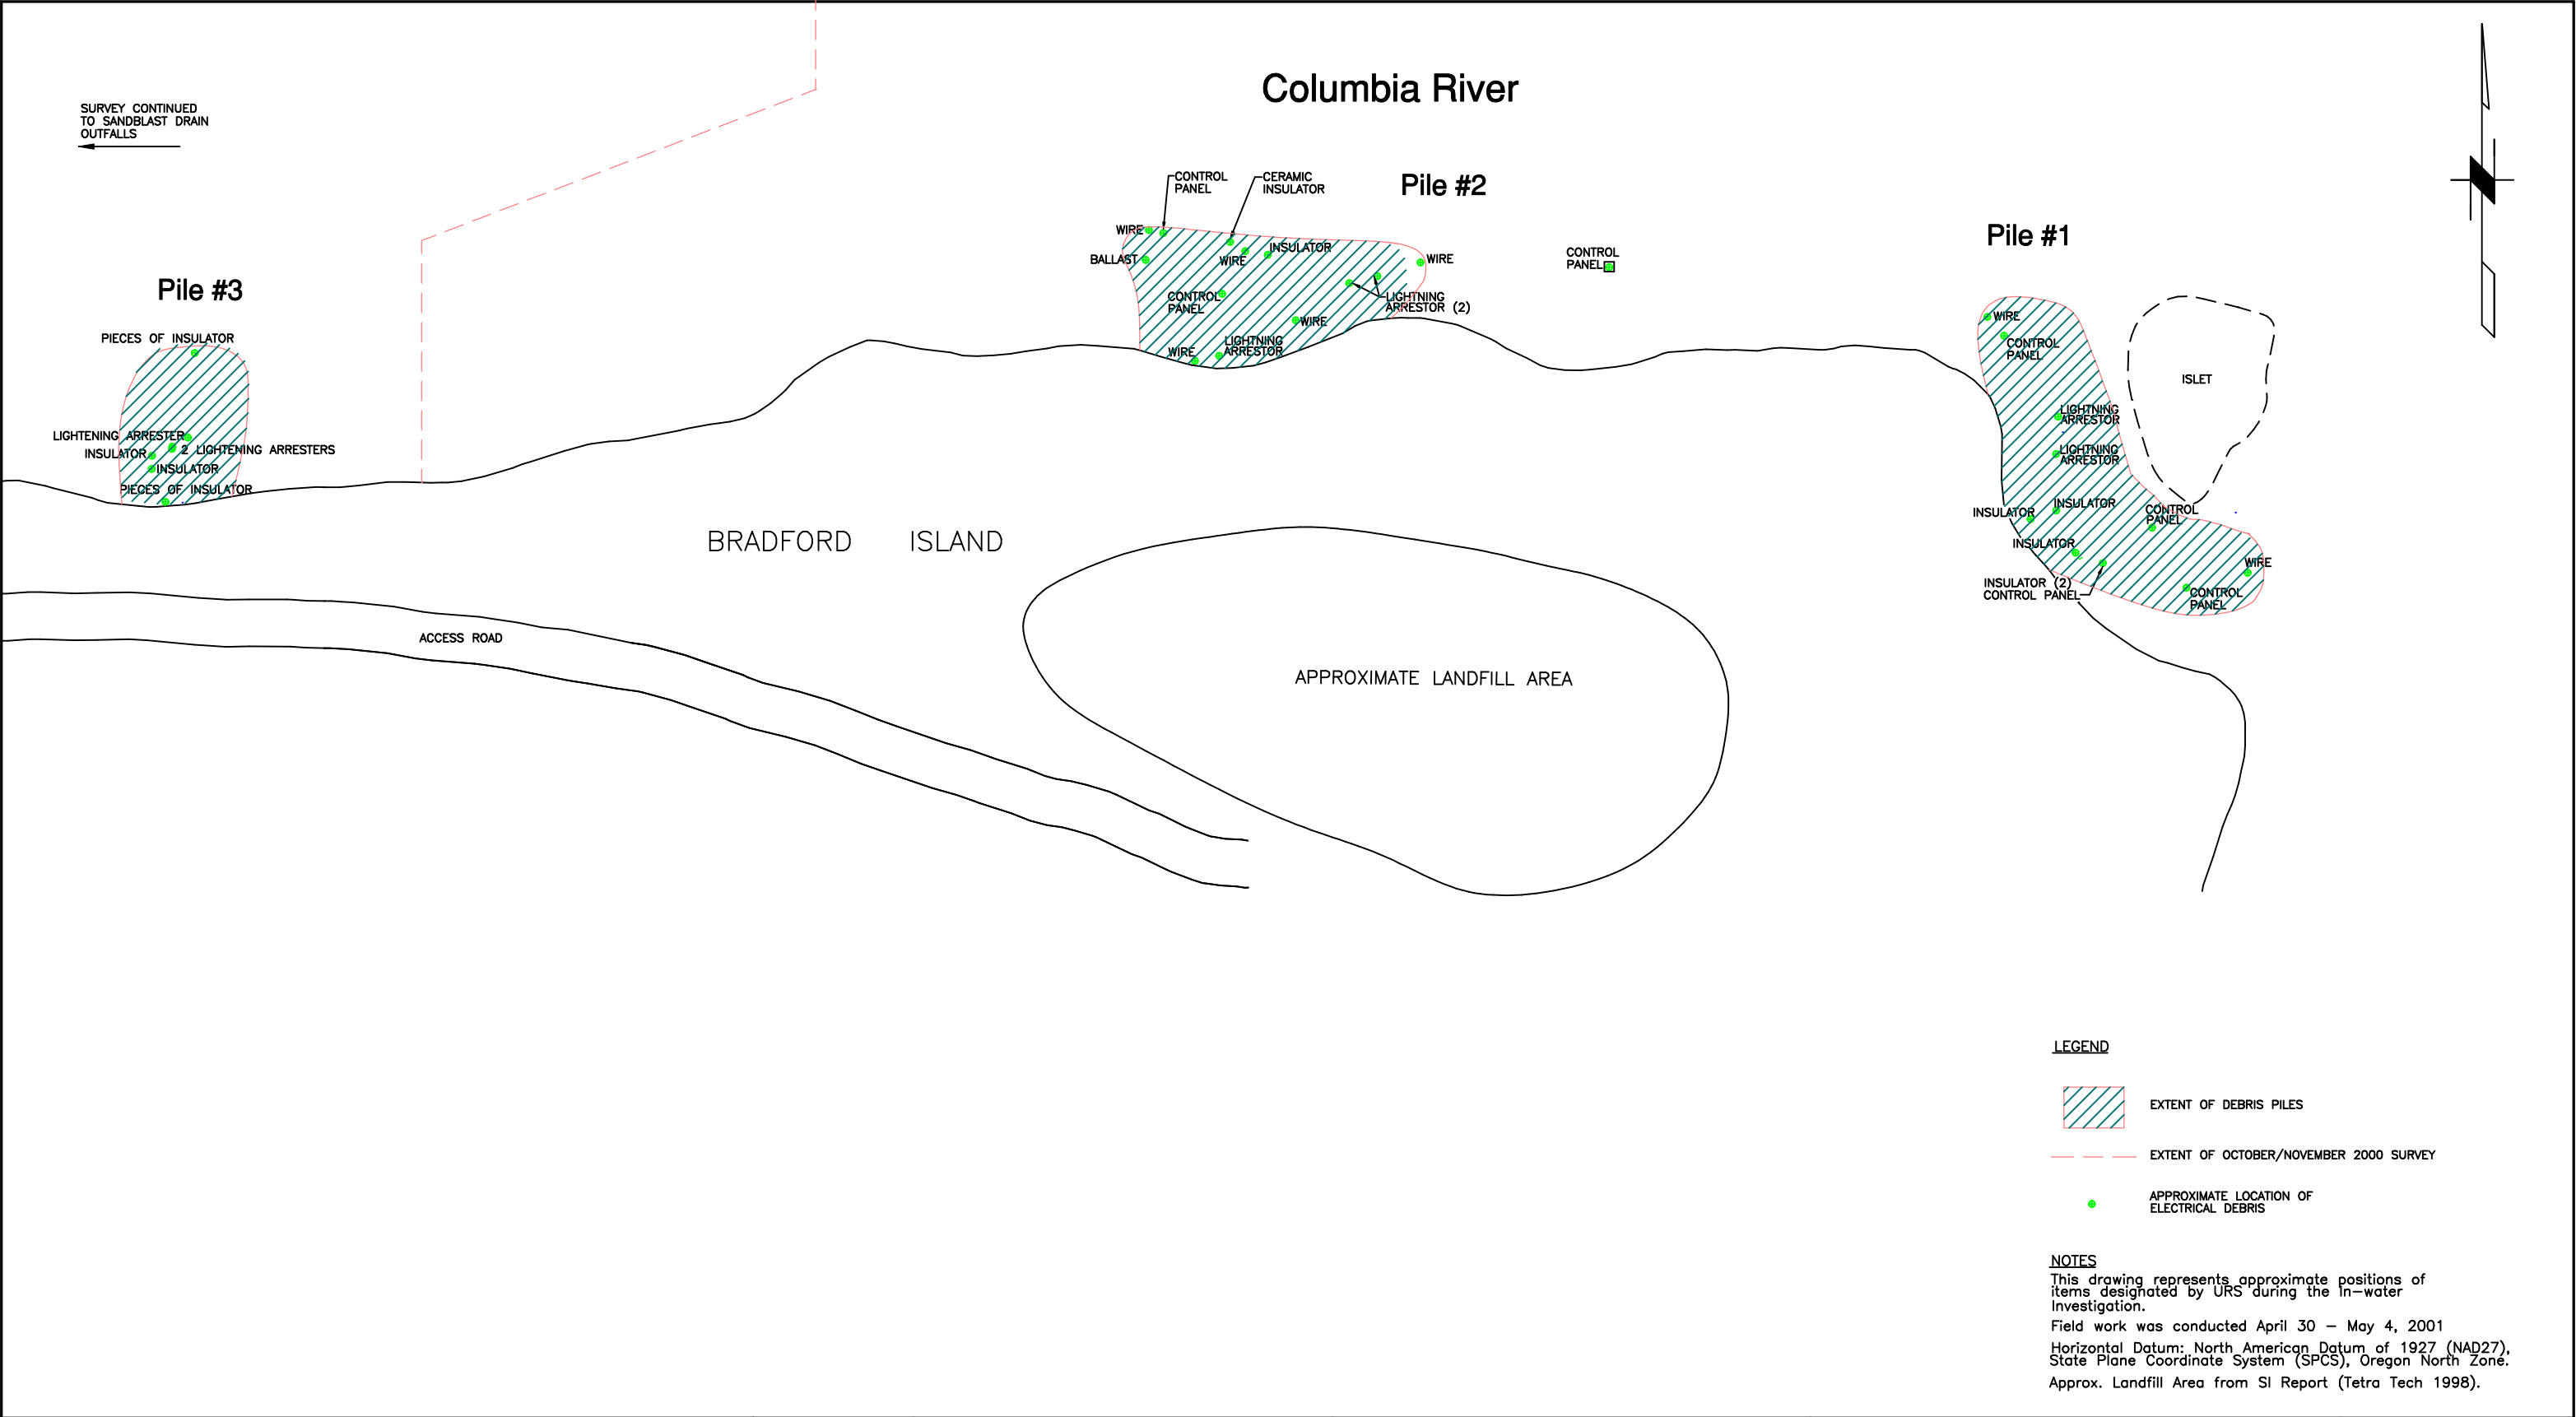 Columbia River
SURVEY CONTINUED
TO SANDBLAST DRAIN
OUTFALLS
Pile #2
CONTROL
PANEL
CERAMIC
INSULATOR
WIRE
BALLAST
WIRE
INSULATOR
WIRE
CONTROL
PANEL
LIGHTNING
ARRESTOR (2)
WIRE
LIGHTNING
ARRESTOR
WIRE
CONTROL
PANEL
Pile #1
WIRE
CONTROL
PANEL
ISLET
LIGHTNING
ARRESTOR
LIGHTNING
ARRESTOR
INSULATOR
INSULATOR
CONTROL
PANEL
INSULATOR
WIRE
INSULATOR (2)
CONTROL PANEL
CONTROL
PANEL
Pile #3
PIECES OF INSULATOR
LIGHTENING ARRESTER
2 LIGHTENING ARRESTERS
INSULATOR
INSULATOR
PIECES OF INSULATOR
BRADFORD ISLAND
ACCESS ROAD
APPROXIMATE LANDFILL AREA
LEGEND
EXTENT OF DEBRIS PILES
EXTENT OF OCTOBER/NOVEMBER 2000 SURVEY
APPROXIMATE LOCATION OF
ELECTRICAL DEBRIS
NOTES
This drawing represents approximate positions of
items designated by URS during the In-water
Investigation.
Field work was conducted April 30 - May 4, 2001
Horizontal Datum: North American Datum of 1927 (NAD27),
State Plane Coordinate System (SPCS), Oregon North Zone.
Approx. Landfill Area from SI Report (Tetra Tech 1998).